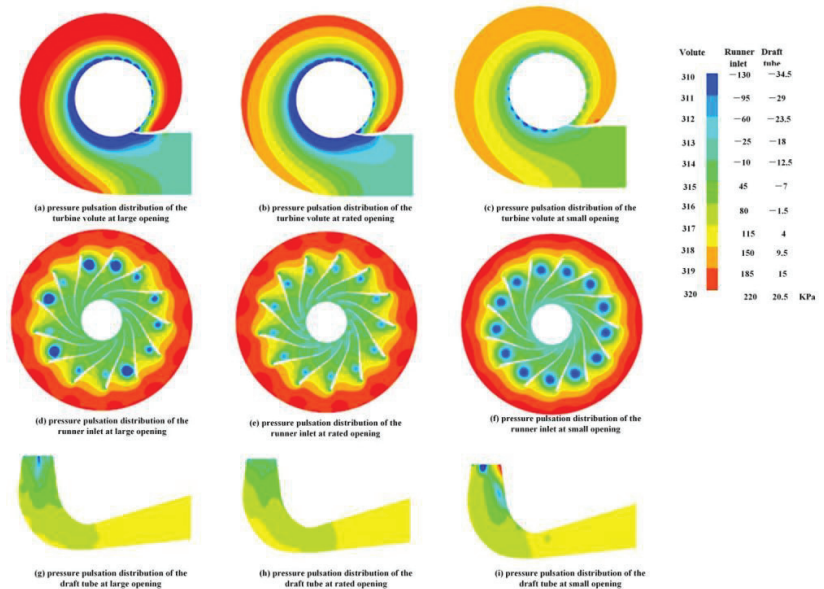 Volute Runner inlet Draft tube
310 −130 −34.5
311 −95 −29
312 −60 −23.5
313 −25 −18
314 −10 −12.5
315 45 −7
316 80 −1.5
317 115 4
318 150 9.5
319 185 15
320 220 20.5 KPa
(a) pressure pulsation distribution of the
turbine volute at large opening
(b) pressure pulsation distribution of the
turbine volute at rated opening
(c) pressure pulsation distribution of the
turbine volute at small opening
(d) pressure pulsation distribution of the
runner inlet at large opening
(e) pressure pulsation distribution of the
runner inlet at rated opening
(f) pressure pulsation distribution of the
runner inlet at small opening
(g) pressure pulsation distribution of the
draft tube at large opening
(h) pressure pulsation distribution of the
draft tube at rated opening
(i) pressure pulsation distribution of the
draft tube at small opening